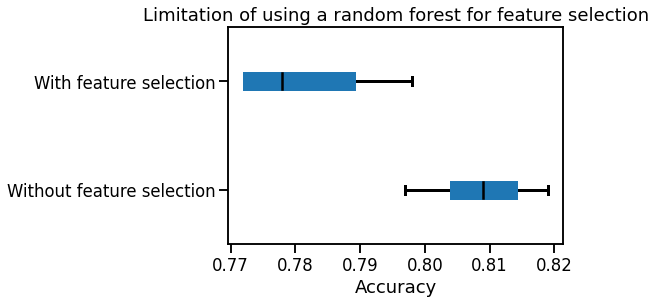 Limitation of using a random forest for feature selection
With feature selection
Without feature selection
0.77 0.78 0.79 0.80 0.81 0.82
Accuracy